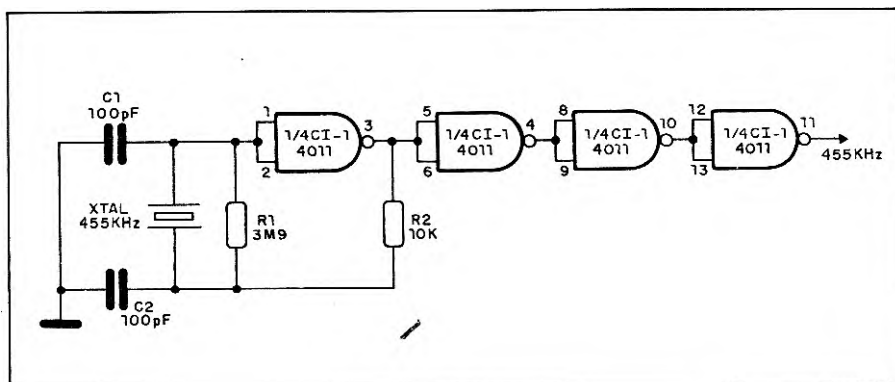 C1
100pF
XTAL
455KHz
C2
100pF
R1
3M9
1
2
1/4CI-1
4011
3
R2
10K
5
6
1/4CI-1
4011
4
8
9
1/4CI-1
4011
10
12
13
1/4CI-1
4011
11
455KHz